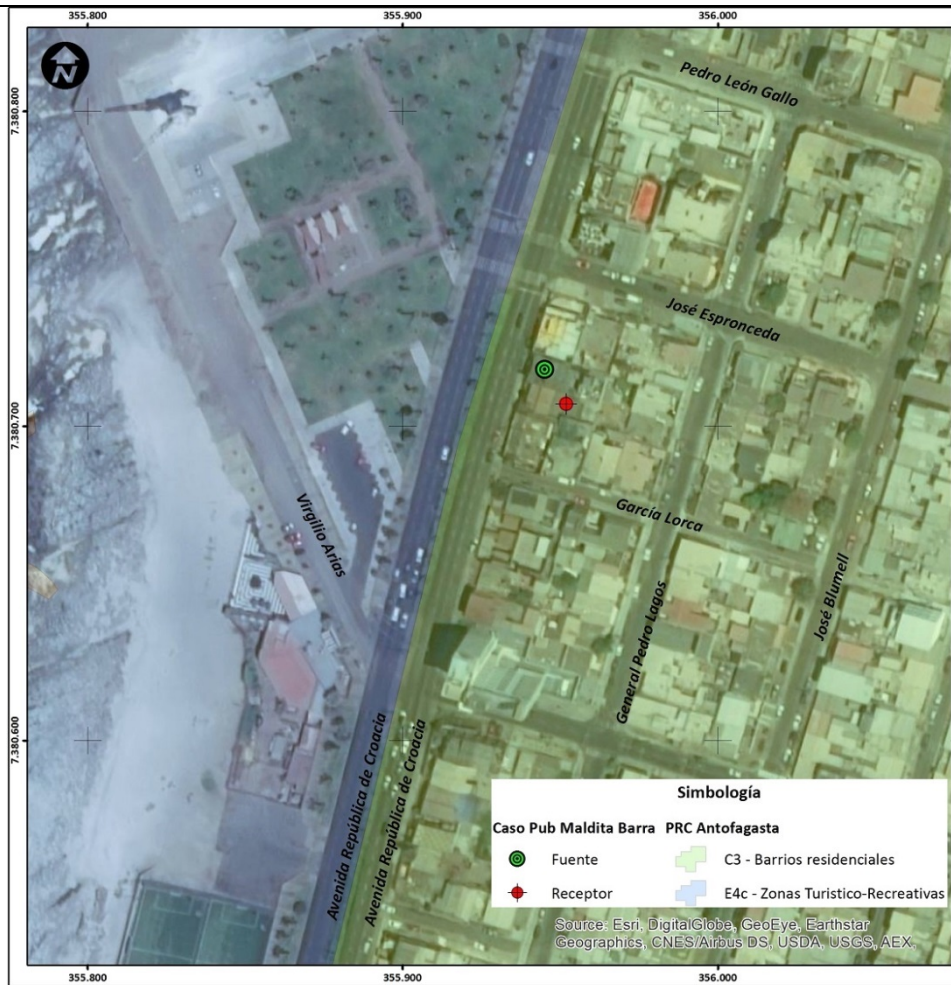 355.800 355.900 356.000
N
7.380.800
Pedro León Gallo
José Espronceda
7.380.700
García Lorca
Virgilio Arias
General Pedro Lagos
José Blumell
7.380.600
Avenida República de Croacia
Avenida República de Croacia
Simbología
Caso Pub Maldita Barra PRC Antofagasta
Fuente C3 - Barrios residenciales
Receptor E4c - Zonas Turistico-Recreativas
Source: Esri, DigitalGlobe, GeoEye, Earthstar
Geographics, CNES/Airbus DS, USDA, USGS, AEX,
355.800 355.900 356.000